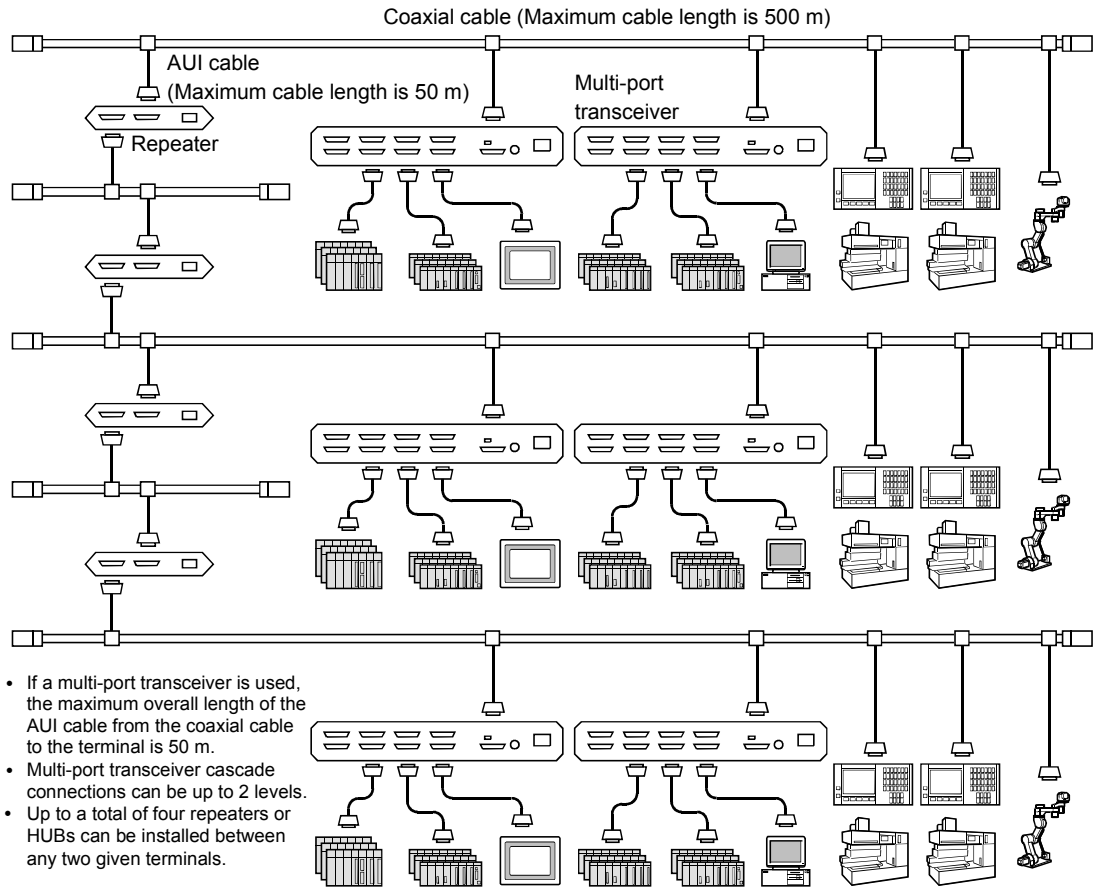 Coaxial cable (Maximum cable length is 500 m)
AUI cable
(Maximum cable length is 50 m)
Multi-port
transceiver
Repeater
• If a multi-port transceiver is used,
the maximum overall length of the
AUI cable from the coaxial cable
to the terminal is 50 m.
• Multi-port transceiver cascade
connections can be up to 2 levels.
• Up to a total of four repeaters or
HUBs can be installed between
any two given terminals.